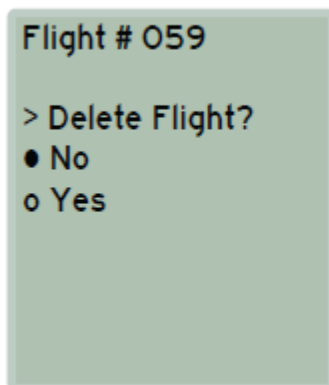 Flight # 059
> Delete Flight?
● No
o Yes